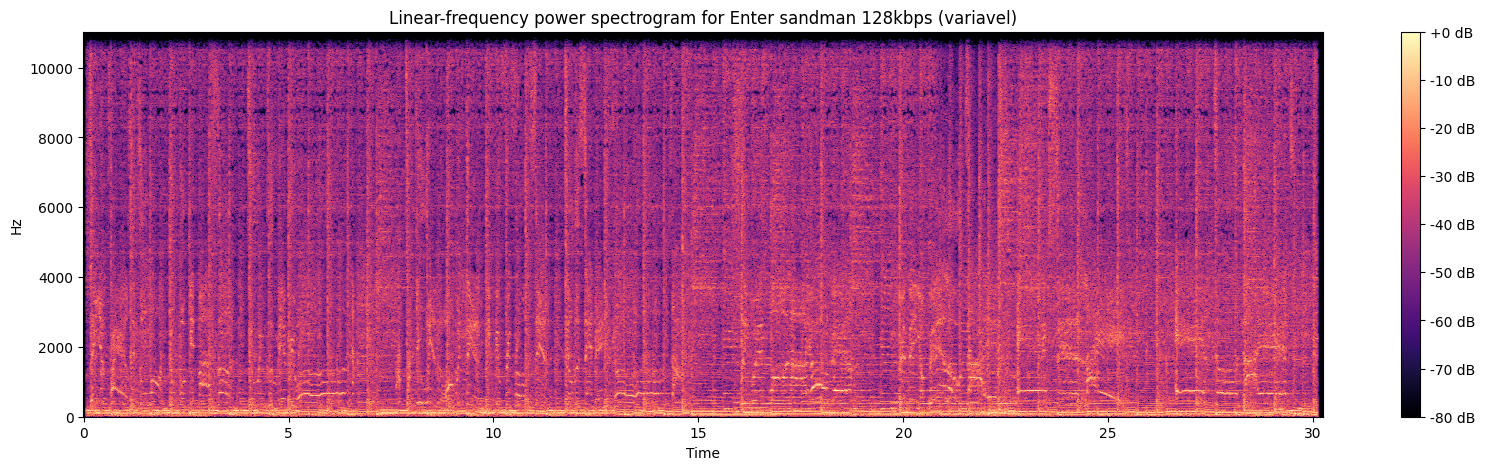 Linear-frequency power spectrogram for Enter sandman 128kbps (variavel)
10000
8000
6000
4000
2000
0
Hz
0
5
10
15
20
25
30
Time
+0 dB
-10 dB
-20 dB
-30 dB
-40 dB
-50 dB
-60 dB
-70 dB
-80 dB